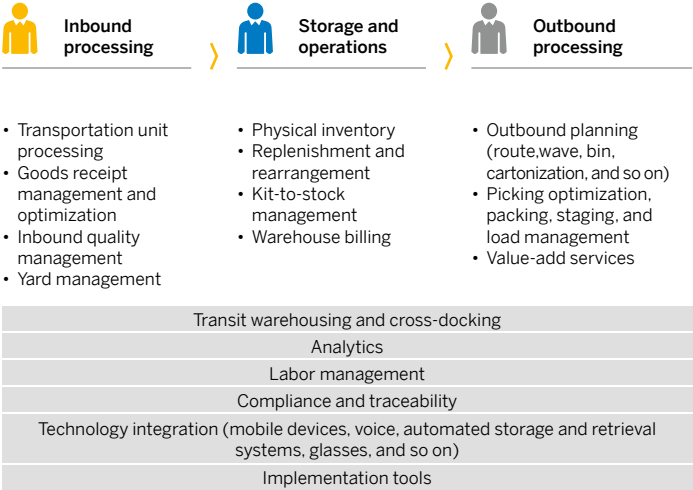 Inbound
processing
Storage and
operations
Outbound
processing
• Transportation unit
processing
• Goods receipt
management and
optimization
• Inbound quality
management
• Yard management
• Physical inventory
• Replenishment and
rearrangement
• Kit-to-stock
management
• Warehouse billing
• Outbound planning
(route,wave, bin,
cartonization, and so on)
• Picking optimization,
packing, staging, and
load management
• Value-add services
Transit warehousing and cross-docking
Analytics
Labor management
Compliance and traceability
Technology integration (mobile devices, voice, automated storage and retrieval
systems, glasses, and so on)
Implementation tools